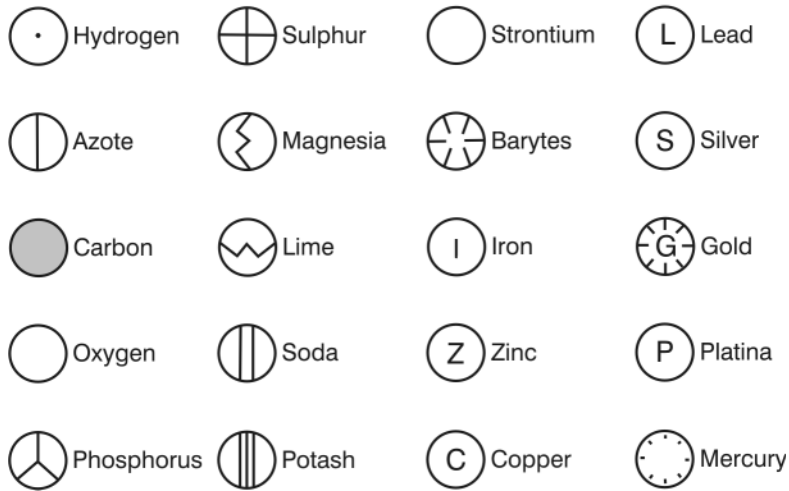 Hydrogen Sulphur Strontium L Lead
Azote Magnesia Barytes S Silver
Carbon Lime I Iron G Gold
Oxygen Soda Z Zinc P Platina
Phosphorus Potash C Copper Mercury